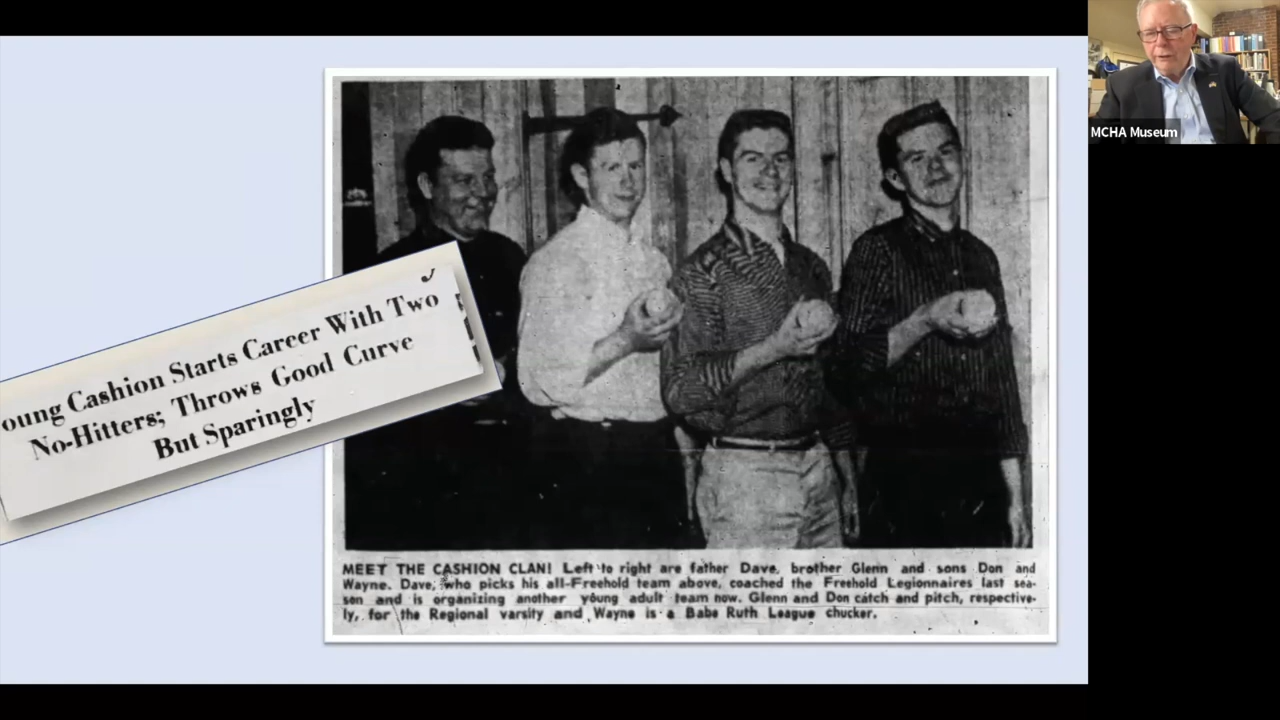 oung Cashion Starts Career With Two
No-Hitters; Throws Good Curve
But Sparingly
MEET THE CASHION CLAN! Left to right are father Dave, brother Glenn and sons Don and
Wayne. Dave, who picks his all-Freehold team above, coached the Freehold Legionnaires last sea-
son and is organizing another young adult team now. Glenn and Don catch and pitch, respective-
ly, for the Regional varsity and Wayne is a Babe Ruth League chucker.
MCHA Museum